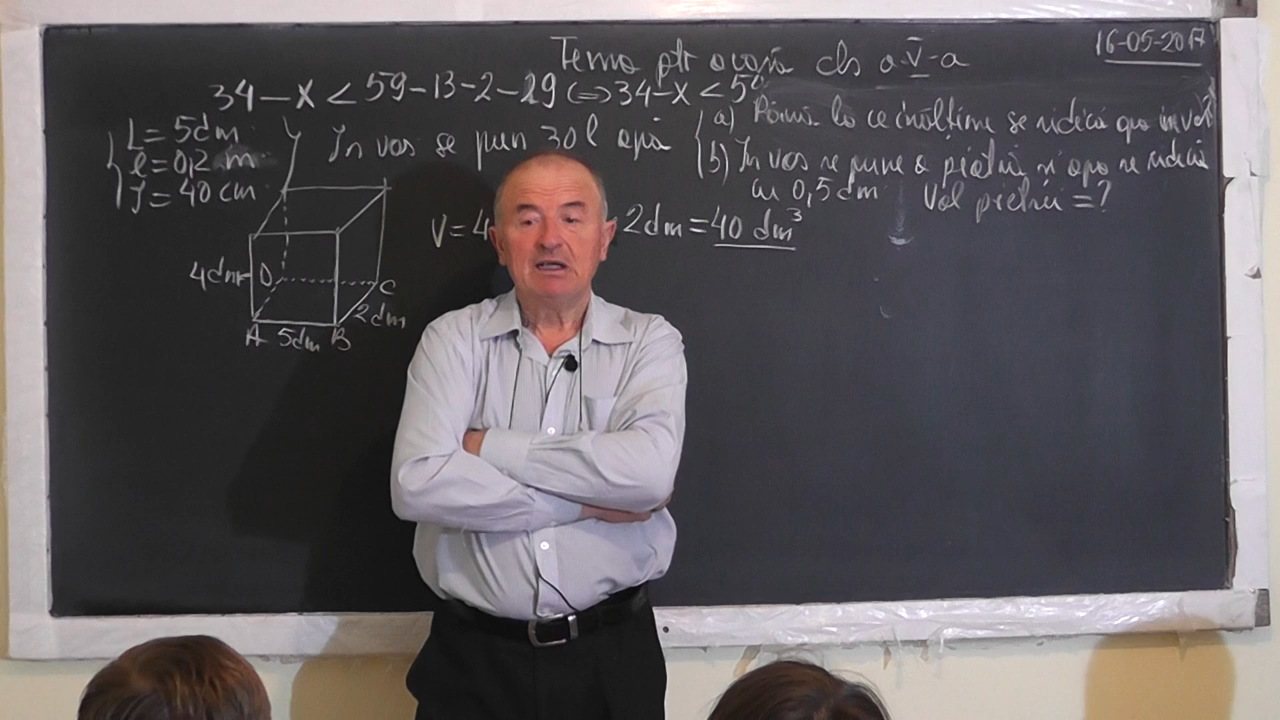 16-05-2017
Tema ptr acasă cls a-V-a
34-x<59-13-2-29⇔34-x<5
L=5dm
l=0,2 m
Î=40 cm
În vas se pun 30 l apă
a) Până la ce înălțime se ridică apa în vas?
b) În vas se pune o piatră și apa se ridică
cu 0,5dm Vol pietrei=?
V=4 2dm=40 dm³
4dm D C
2dm
A 5dm B